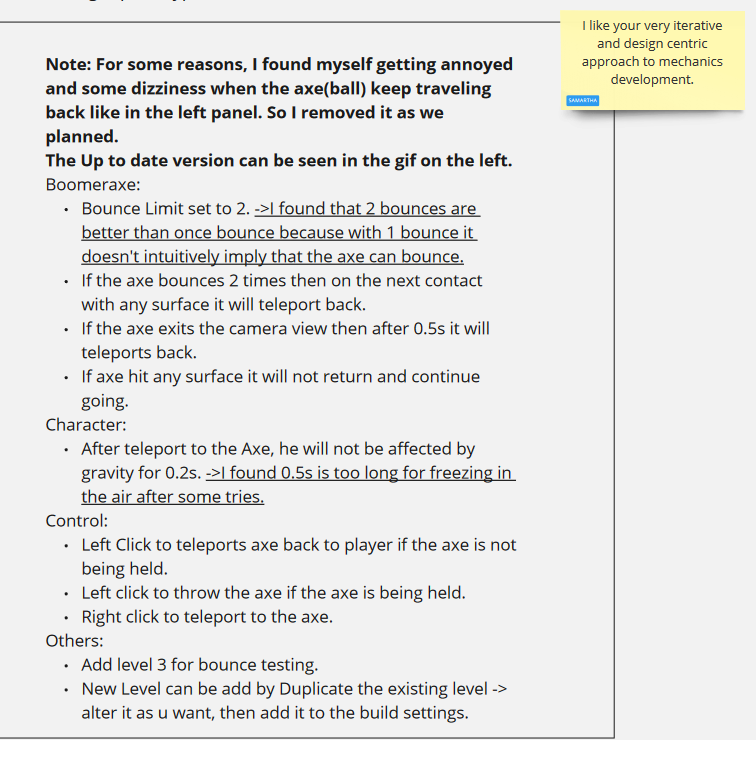 I like your very iterative
and design centric
approach to mechanics
development.
SAMARTHA
Note: For some reasons, I found myself getting annoyed
and some dizziness when the axe(ball) keep traveling
back like in the left panel. So I removed it as we
planned.
The Up to date version can be seen in the gif on the left.
Boomeraxe:
• Bounce Limit set to 2. ->I found that 2 bounces are
better than once bounce because with 1 bounce it
doesn't intuitively imply that the axe can bounce.
• If the axe bounces 2 times then on the next contact
with any surface it will teleport back.
• If the axe exits the camera view then after 0.5s it will
teleports back.
• If axe hit any surface it will not return and continue
going.
Character:
• After teleport to the Axe, he will not be affected by
gravity for 0.2s. ->I found 0.5s is too long for freezing in
the air after some tries.
Control:
• Left Click to teleports axe back to player if the axe is not
being held.
• Left click to throw the axe if the axe is being held.
• Right click to teleport to the axe.
Others:
• Add level 3 for bounce testing.
• New Level can be add by Duplicate the existing level ->
alter it as u want, then add it to the build settings.